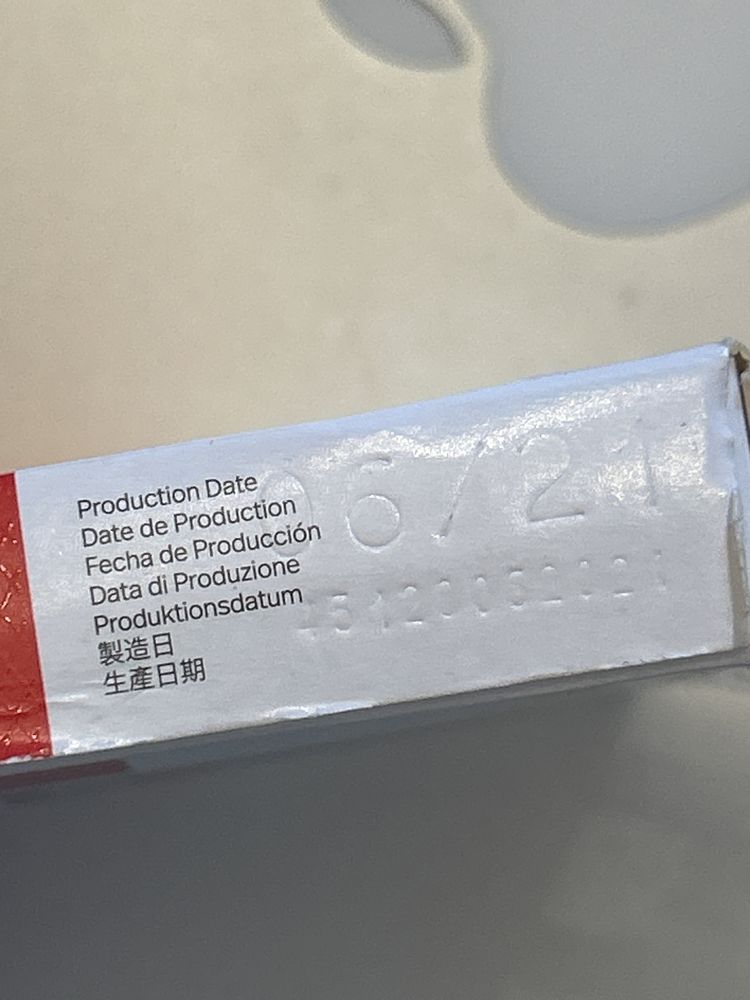 Production Date
Date de Production
Fecha de Producción
Data di Produzione
Produktionsdatum
製造日
生產日期
06/21